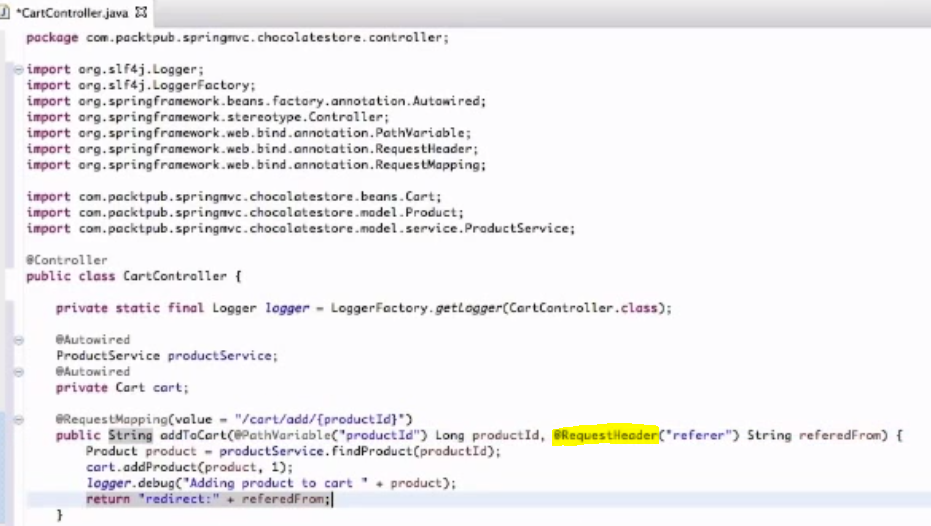 *CartController.java
package com.packtpub.springmvc.chocolatestore.controller;
import org.slf4j.Logger;
import org.slf4j.LoggerFactory;
import org.springframework.beans.factory.annotation.Autowired;
import org.springframework.stereotype.Controller;
import org.springframework.web.bind.annotation.PathVariable;
import org.springframework.web.bind.annotation.RequestHeader;
import org.springframework.web.bind.annotation.RequestMapping;
import com.packtpub.springmvc.chocolatestore.beans.Cart;
import com.packtpub.springmvc.chocolatestore.model.Product;
import com.packtpub.springmvc.chocolatestore.model.service.ProductService;
@Controller
public class CartController {
private static final Logger logger = LoggerFactory.getLogger(CartController.class);
@Autowired
ProductService productService;
@Autowired
private Cart cart;
@RequestMapping(value = "/cart/add/{productId}")
public String addToCart(@PathVariable("productId") Long productId, @RequestHeader("referer") String referedFrom) {
Product product = productService.findProduct(productId);
cart.addProduct(product, 1);
logger.debug("Adding product to cart " + product);
return "redirect:" + referedFrom;
}